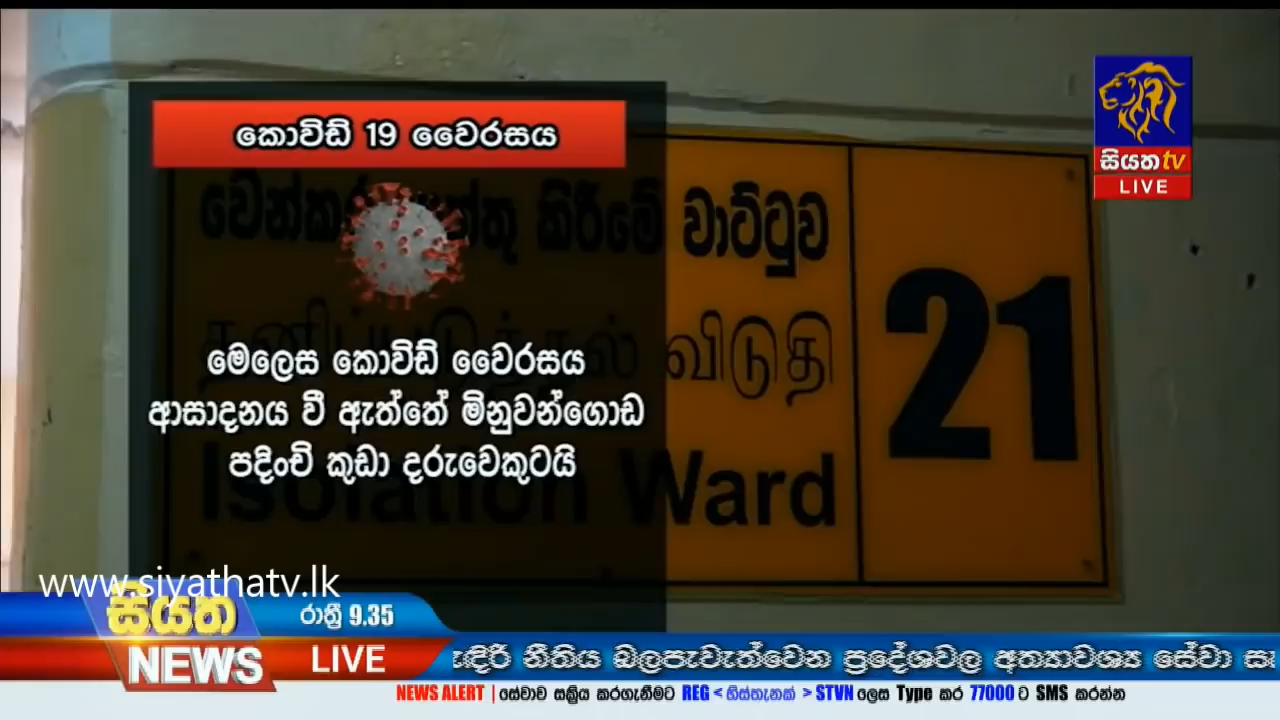 කොවිඩ් 19 වෛරසය
සියත tv
LIVE
කිරීමේ වාට්ටුව
21
விடுதி
Isolation Ward
මෙලෙස කොවිඩ් වෛරසය
ආසාදනය වී ඇත්තේ මිනුවන්ගොඩ
පදිංචි කුඩා දරුවෙකුටයි
www.siyathatv.lk
සියත
NEWS
රාත්‍රී 9.35
LIVE
නීතිය බලපැවැත්වෙන ප්‍රදේශවල අත්‍යාවශ්‍ය සේවා
NEWS ALERT | සේවාව සක්‍රීය කරගැනීමට REG < හිස්තැනක් > STVN ලෙස Type කර 77000 ට SMS කරන්න